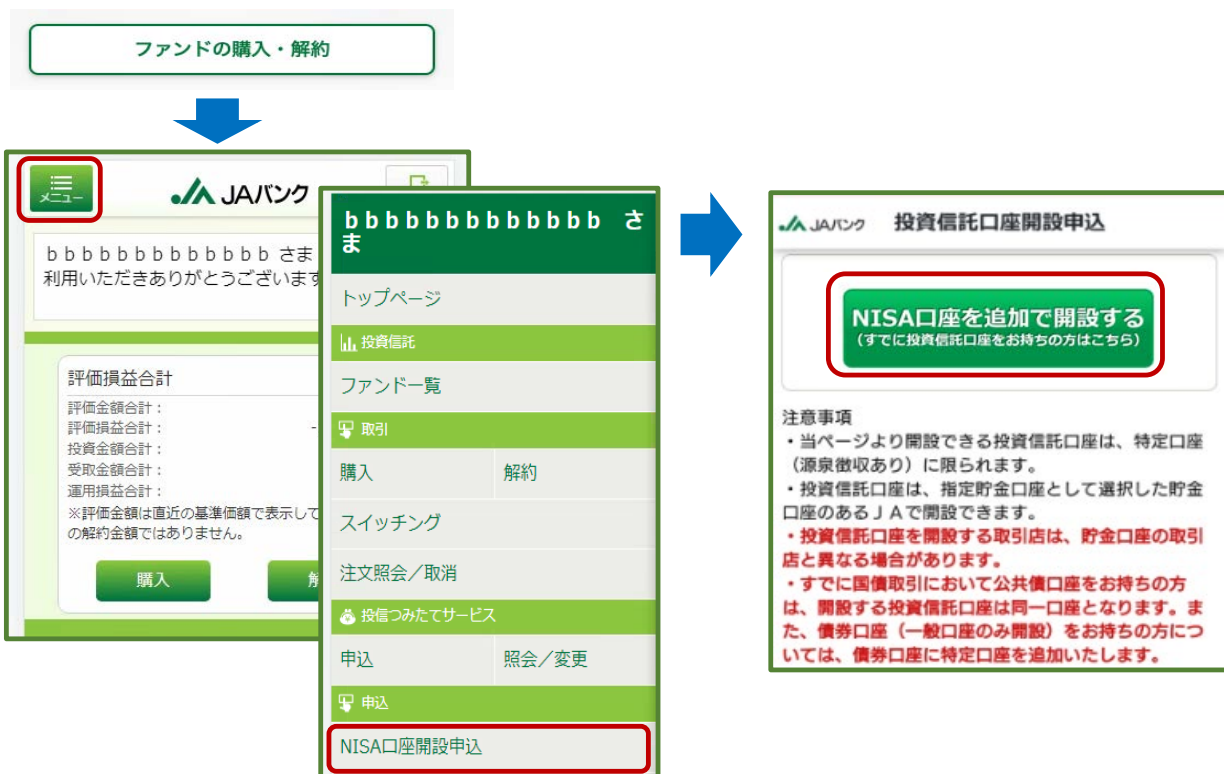 ファンドの購入・解約
メニュー
JAバンク
ｂｂｂｂｂｂｂｂｂｂｂｂｂ さま
利用いただきありがとうございます
評価損益合計
評価金額合計：
評価損益合計：
-
投資金額合計：
受取金額合計：
運用損益合計：
※評価金額は直近の基準価額で表示して
の解約金額ではありません。
購入
ｂｂｂｂｂｂｂｂｂｂｂｂｂ さ
ま
トップページ
投資信託
ファンド一覧
取引
購入 解約
スイッチング
注文照会／取消
投信つみたてサービス
申込 照会／変更
申込
NISA口座開設申込
JAバンク 投資信託口座開設申込
NISA口座を追加で開設する
(すでに投資信託口座をお持ちの方はこちら)
注意事項
・当ページより開設できる投資信託口座は、特定口座
（源泉徴収あり）に限られます。
・投資信託口座は、指定貯金口座として選択した貯金
口座のあるＪＡで開設できます。
・投資信託口座を開設する取引店は、貯金口座の取引
店と異なる場合があります。
・すでに国債取引において公共債口座をお持ちの方
は、開設する投資信託口座は同一口座となります。ま
た、債券口座（一般口座のみ開設）をお持ちの方につ
いては、債券口座に特定口座を追加いたします。